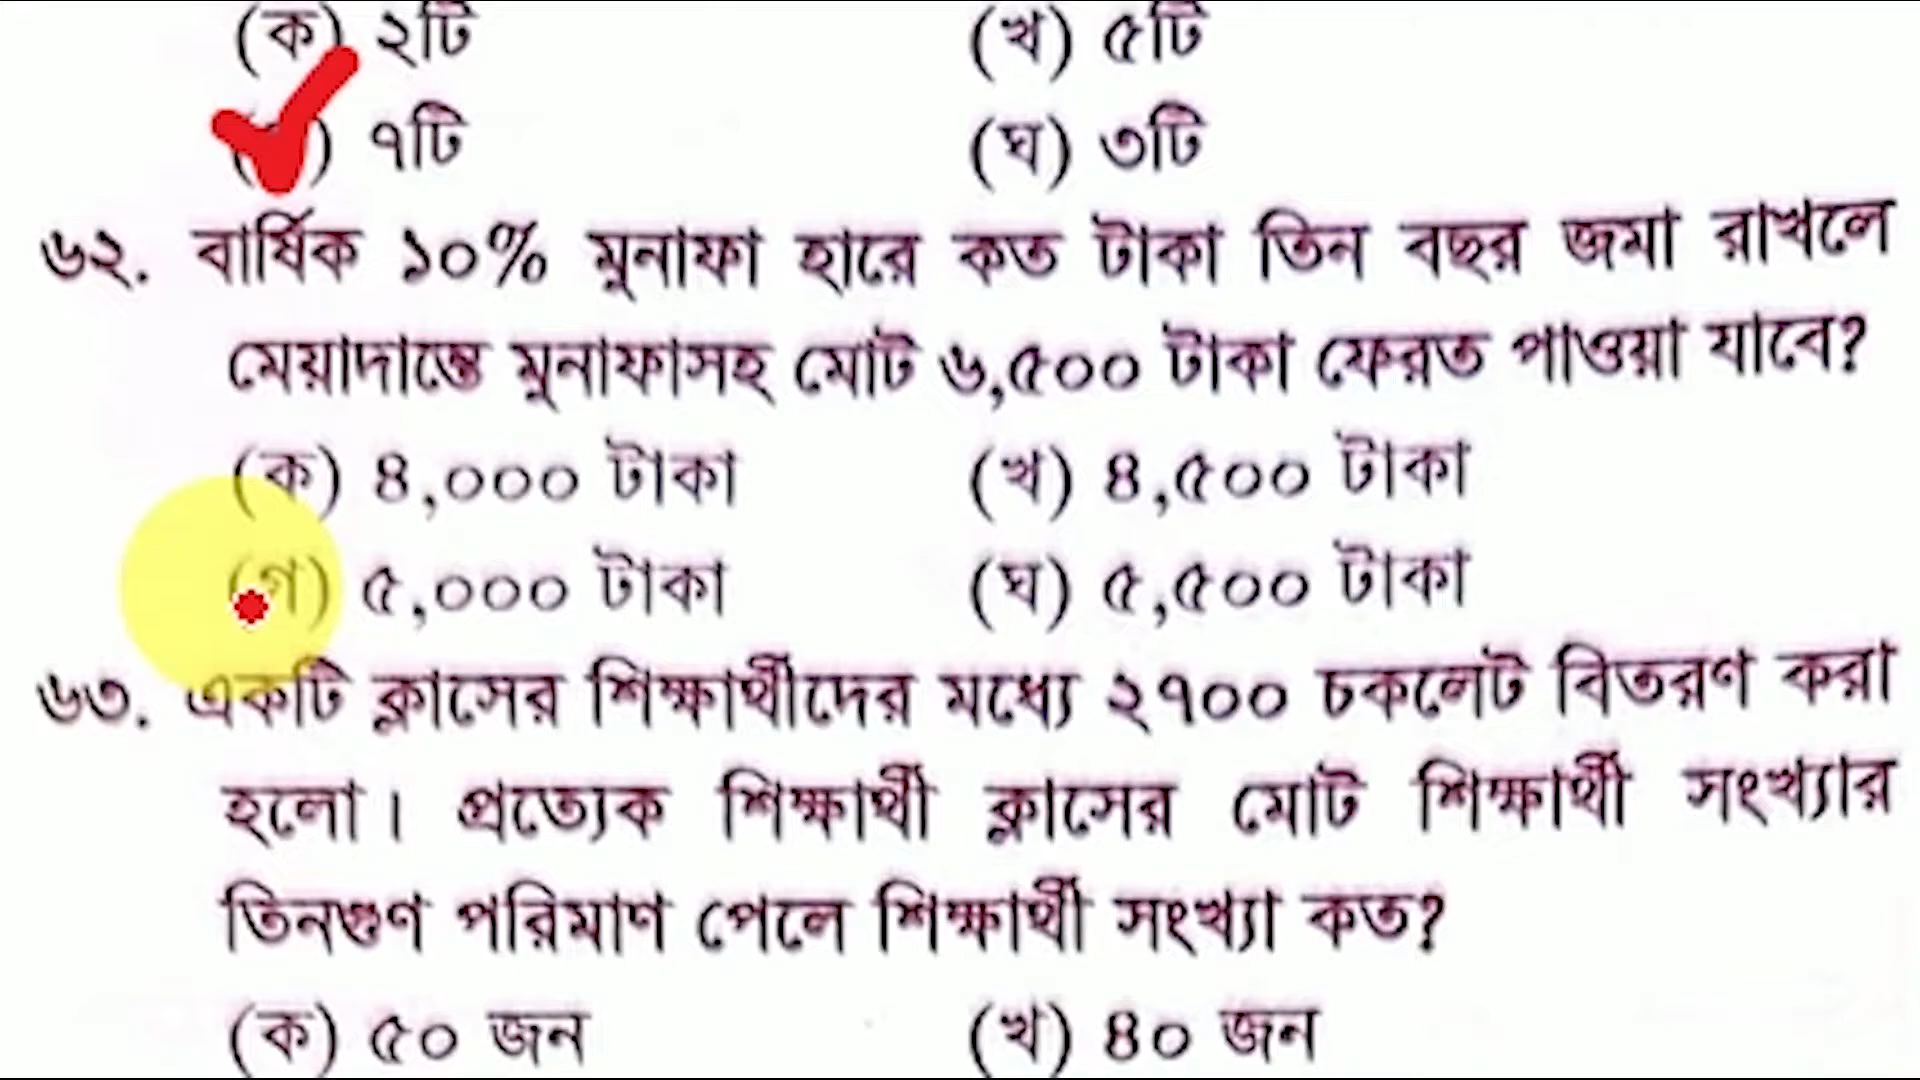 (ক) ২টি (খ) ৫টি
) ৭টি (ঘ) ৩টি
৬২. বার্ষিক ১০% মুনাফা হারে কত টাকা তিন বছর জমা রাখলে
মেয়াদান্তে মুনাফাসহ মোট ৬,৫০০ টাকা ফেরত পাওয়া যাবে?
(ক) ৪,০০০ টাকা (খ) ৪,৫০০ টাকা
(গ) ৫,০০০ টাকা (ঘ) ৫,৫০০ টাকা
৬৩. একটি ক্লাসের শিক্ষার্থীদের মধ্যে ২৭০০ চকলেট বিতরণ করা
হলো। প্রত্যেক শিক্ষার্থী ক্লাসের মোট শিক্ষার্থী সংখ্যার
তিনগুণ পরিমাণ পেলে শিক্ষার্থী সংখ্যা কত?
(ক) ৫০ জন (খ) ৪০ জন